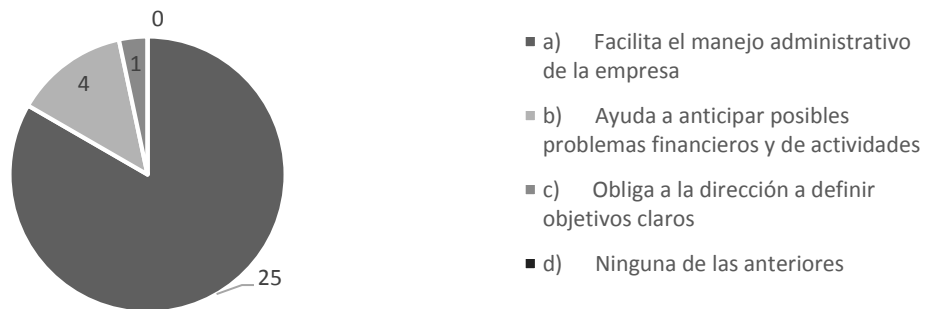 0
1
4
25
a) Facilita el manejo administrativo
de la empresa
b) Ayuda a anticipar posibles
problemas financieros y de actividades
c) Obliga a la dirección a definir
objetivos claros
d) Ninguna de las anteriores